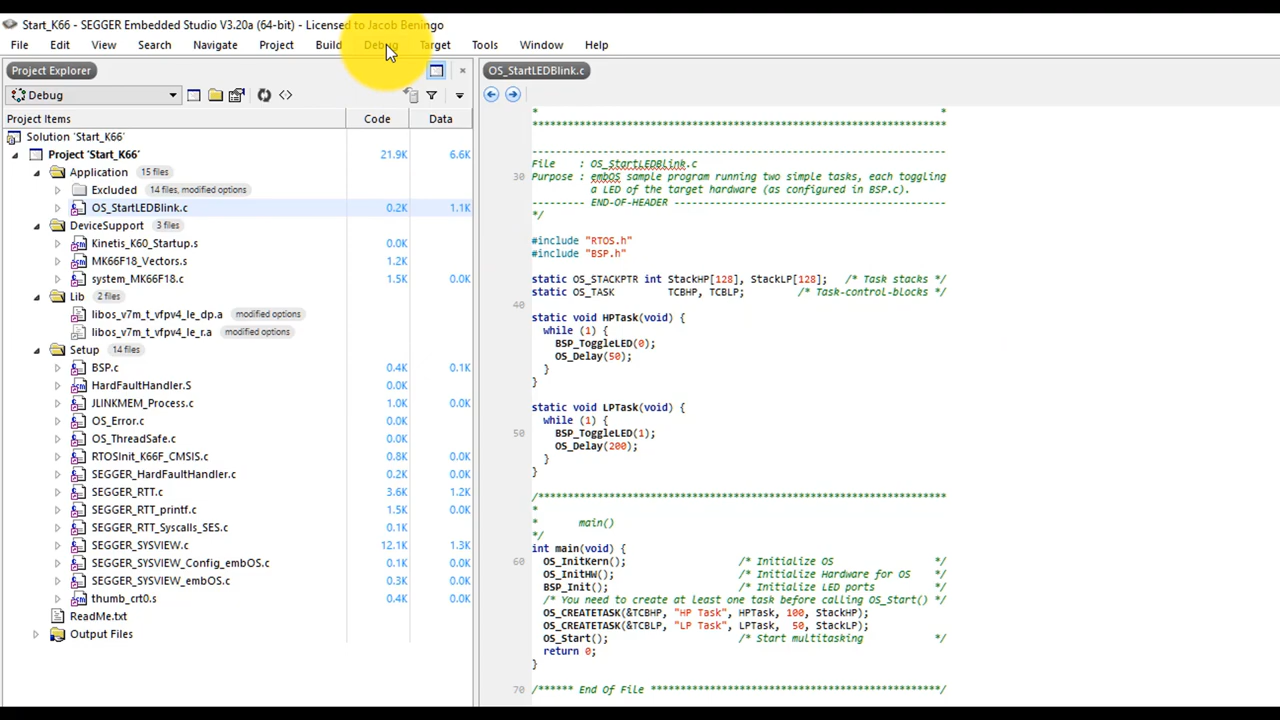 Start_K66 - SEGGER Embedded Studio V3.20a (64-bit) - Licensed to Jacob Beningo
File Edit View Search Navigate Project Build Debug Target Tools Window Help
Project Explorer
Debug
Project Items Code Data
Solution 'Start_K66'
Project 'Start_K66' 21.9K 6.6K
Application 15 files
Excluded 14 files, modified options
OS_StartLEDBlink.c 0.2K 1.1K
DeviceSupport 3 files
Kinetis_K60_Startup.s 0.0K
MK66F18_Vectors.s 1.2K
system_MK66F18.c 1.5K 0.0K
Lib 2 files
libos_v7m_t_vfpv4_le_dp.a modified options
libos_v7m_t_vfpv4_le_r.a modified options
Setup 14 files
BSP.c 0.4K 0.1K
HardFaultHandler.S 0.0K
JLINKMEM_Process.c 1.0K 0.0K
OS_Error.c 0.0K
OS_ThreadSafe.c 0.0K
RTOSInit_K66F_CMSIS.c 0.8K 0.0K
SEGGER_HardFaultHandler.c 0.2K 0.0K
SEGGER_RTT.c 3.6K 1.2K
SEGGER_RTT_printf.c 1.5K 0.0K
SEGGER_RTT_Syscalls_SES.c 0.1K
SEGGER_SYSVIEW.c 12.1K 1.3K
SEGGER_SYSVIEW_Config_embOS.c 0.1K 0.0K
SEGGER_SYSVIEW_embOS.c 0.3K 0.0K
thumb_crt0.s 0.4K 0.0K
ReadMe.txt
Output Files
OS_StartLEDBlink.c
* *
**********************************************************************
----------------------------------------------------------------------
File : OS_StartLEDBlink.c
30 Purpose : embOS sample program running two simple tasks, each toggling
a LED of the target hardware (as configured in BSP.c).
--------- END-OF-HEADER ---------------------------------------------
*/
#include "RTOS.h"
#include "BSP.h"
static OS_STACKPTR int StackHP[128], StackLP[128]; /* Task stacks */
static OS_TASK TCBHP, TCBLP; /* Task-control-blocks */
40
static void HPTask(void) {
while (1) {
BSP_ToggleLED(0);
OS_Delay(50);
}
}
static void LPTask(void) {
while (1) {
50 BSP_ToggleLED(1);
OS_Delay(200);
}
}
/*********************************************************************
*
* main()
*/
int main(void) {
60 OS_InitKern(); /* Initialize OS */
OS_InitHW(); /* Initialize Hardware for OS */
BSP_Init(); /* Initialize LED ports */
/* You need to create at least one task before calling OS_Start() */
OS_CREATETASK(&TCBHP, "HP Task", HPTask, 100, StackHP);
OS_CREATETASK(&TCBLP, "LP Task", LPTask, 50, StackLP);
OS_Start(); /* Start multitasking */
return 0;
}
70 /****** End Of File *************************************************/